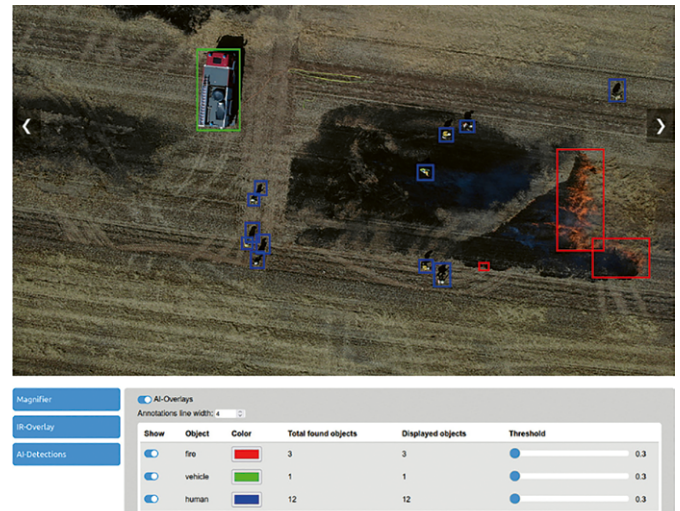 Magnifier
IR-Overlay
AI-Detections
AI-Overlays
Annotations line width: 4
Show Object Color Total found objects Displayed objects Threshold
fire 3 3 0.3
vehicle 1 1 0.3
human 12 12 0.3